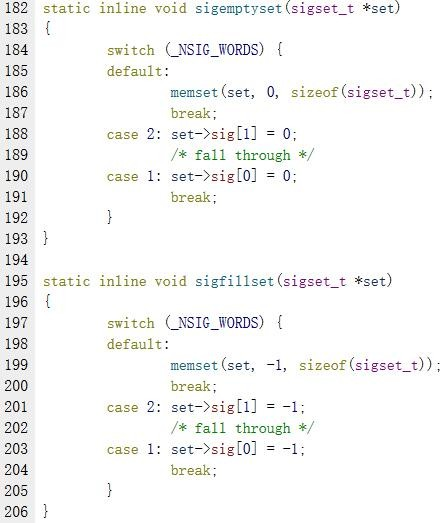 182 static inline void sigemptyset(sigset_t *set)
183 {
184         switch (_NSIG_WORDS) {
185         default:
186                 memset(set, 0, sizeof(sigset_t));
187                 break;
188         case 2: set->sig[1] = 0;
189                 /* fall through */
190         case 1: set->sig[0] = 0;
191                 break;
192         }
193 }
194
195 static inline void sigfillset(sigset_t *set)
196 {
197         switch (_NSIG_WORDS) {
198         default:
199                 memset(set, -1, sizeof(sigset_t));
200                 break;
201         case 2: set->sig[1] = -1;
202                 /* fall through */
203         case 1: set->sig[0] = -1;
204                 break;
205         }
206 }